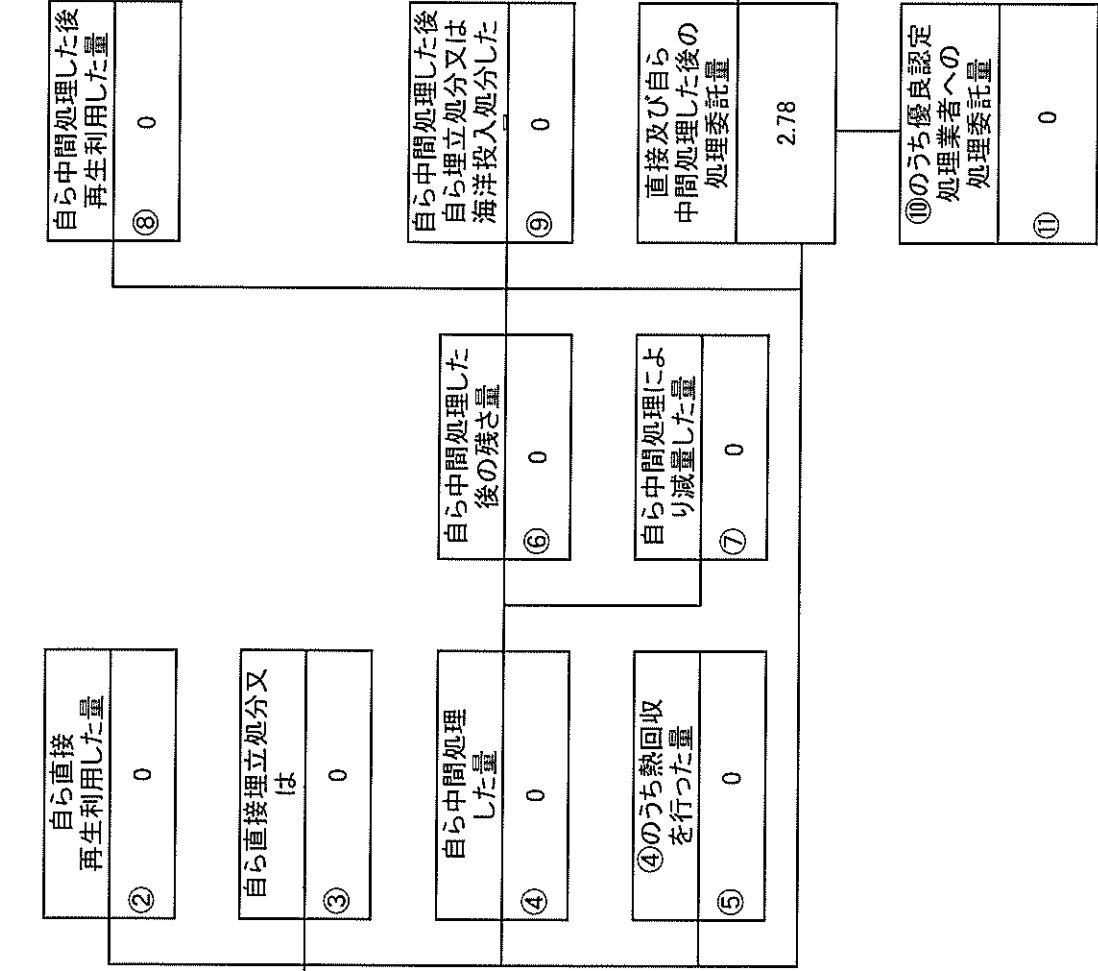 自ら直接
再生利用した量
②
0
自ら直接埋立処分又
は
③
0
自ら中間処理
した量
④
0
④のうち熱回収
を行った量
⑤
0
自ら中間処理した
後の残さ量
⑥
0
自ら中間処理によ
り減量した量
⑦
0
自ら中間処理した後
再生利用した量
⑧
0
自ら中間処理した後
自ら埋立処分又は
海洋投入処分した
⑨
0
直接及び自ら
中間処理した後の
処理委託量
2.78
⑩のうち優良認定
処理業者への
処理委託量
⑪
0